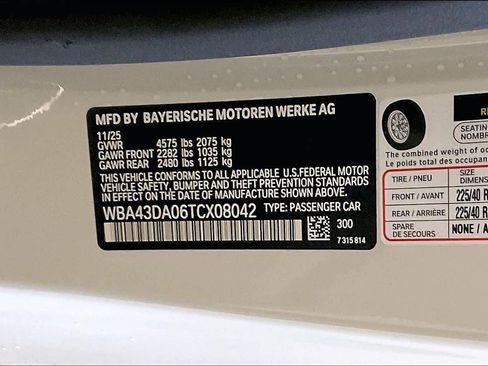 MFD BY BAYERISCHE MOTOREN WERKE AG
11/25
GVWR 4575 lbs 2075 kg
GAWR FRONT 2282 lbs 1035 kg
GAWR REAR 2480 lbs 1125 kg
THIS VEHICLE CONFORMS TO ALL APPLICABLE U.S.FEDERAL MOTOR
VEHICLE SAFETY, BUMPER, AND THEFT PREVENTION STANDARDS
IN EFFECT ON THE DATE OF MANUFACTURE SHOWN ABOVE.
WBA43DA06TCX08042 TYPE: PASSENGER CAR
300
7315814
SEATING
NOMBRE
The combined weight of occup
Le poids total des occupan
TIRE / PNEU SIZE
DIMENS
FRONT / AVANT 225/40 R
REAR / ARRIÈRE 225/40 R
SPARE
DE SECOURS NONE / A